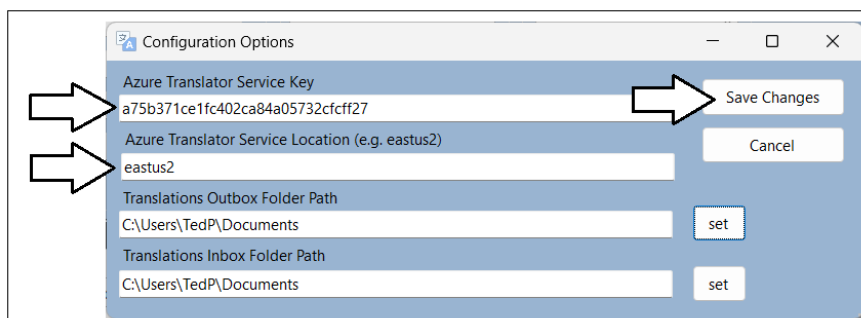 Configuration Options
Azure Translator Service Key
a75b371ce1fc402ca84a05732cfcff27
Save Changes
Azure Translator Service Location (e.g. eastus2)
Cancel
eastus2
Translations Outbox Folder Path
C:\Users\TedP\Documents
set
Translations Inbox Folder Path
C:\Users\TedP\Documents
set